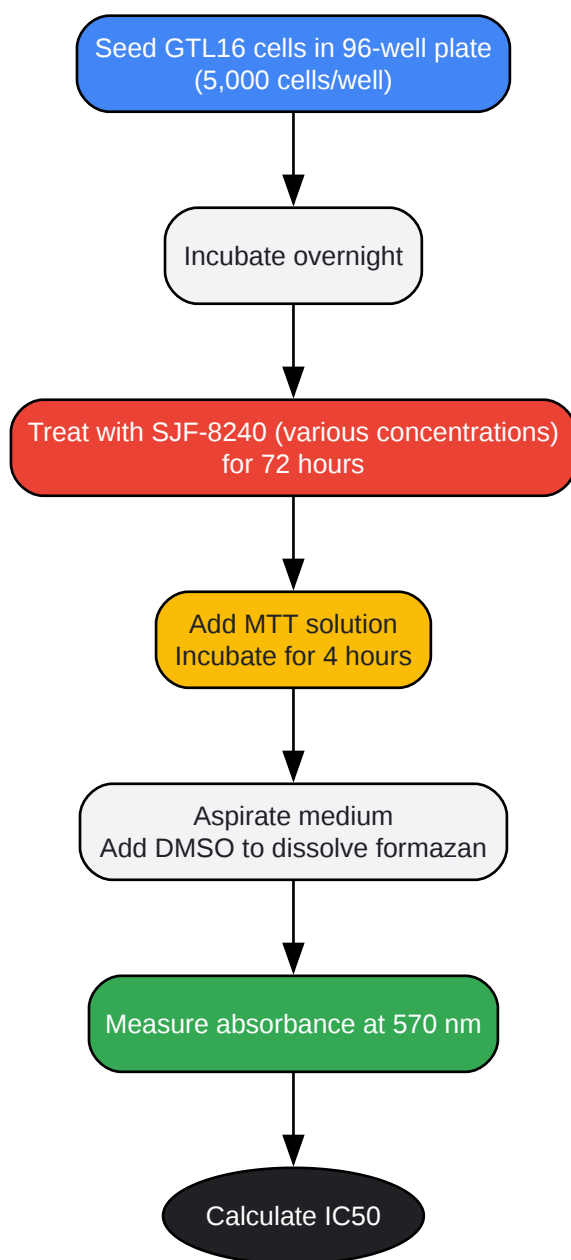 Seed GTL16 cells in 96-well plate
(5,000 cells/well)
Incubate overnight
Treat with SJF-8240 (various concentrations)
for 72 hours
Add MTT solution
Incubate for 4 hours
Aspirate medium
Add DMSO to dissolve formazan
Measure absorbance at 570 nm
Calculate IC50